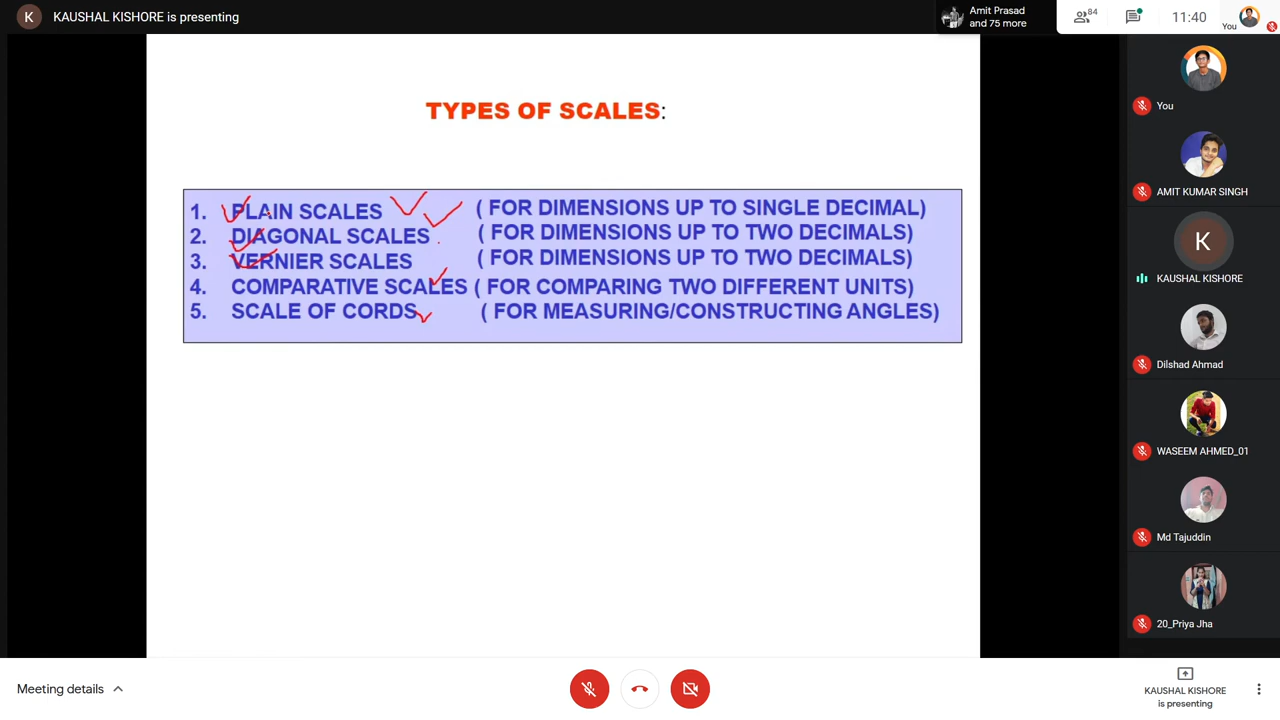 K KAUSHAL KISHORE is presenting
Amit Prasad
and 75 more
84
11:40
You
TYPES OF SCALES:
1. PLAIN SCALES ( FOR DIMENSIONS UP TO SINGLE DECIMAL)
2. DIAGONAL SCALES ( FOR DIMENSIONS UP TO TWO DECIMALS)
3. VERNIER SCALES ( FOR DIMENSIONS UP TO TWO DECIMALS)
4. COMPARATIVE SCALES ( FOR COMPARING TWO DIFFERENT UNITS)
5. SCALE OF CORDS ( FOR MEASURING/CONSTRUCTING ANGLES)
You
AMIT KUMAR SINGH
K
KAUSHAL KISHORE
Dilshad Ahmad
WASEEM AHMED_01
Md Tajuddin
20_Priya Jha
Meeting details
KAUSHAL KISHORE
is presenting